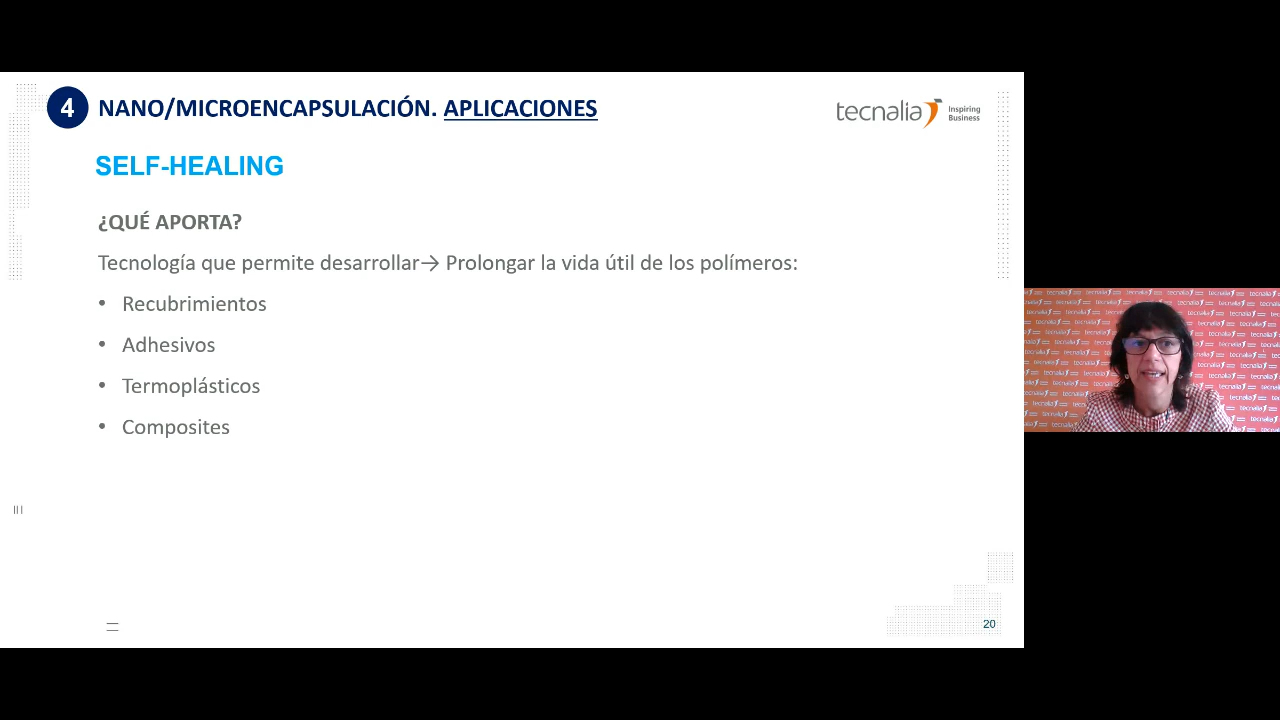 4 NANO/MICROENCAPSULACIÓN. APLICACIONES
tecnalia Inspiring Business
SELF-HEALING
¿QUÉ APORTA?
Tecnología que permite desarrollar→ Prolongar la vida útil de los polímeros:
• Recubrimientos
• Adhesivos
• Termoplásticos
• Composites
20